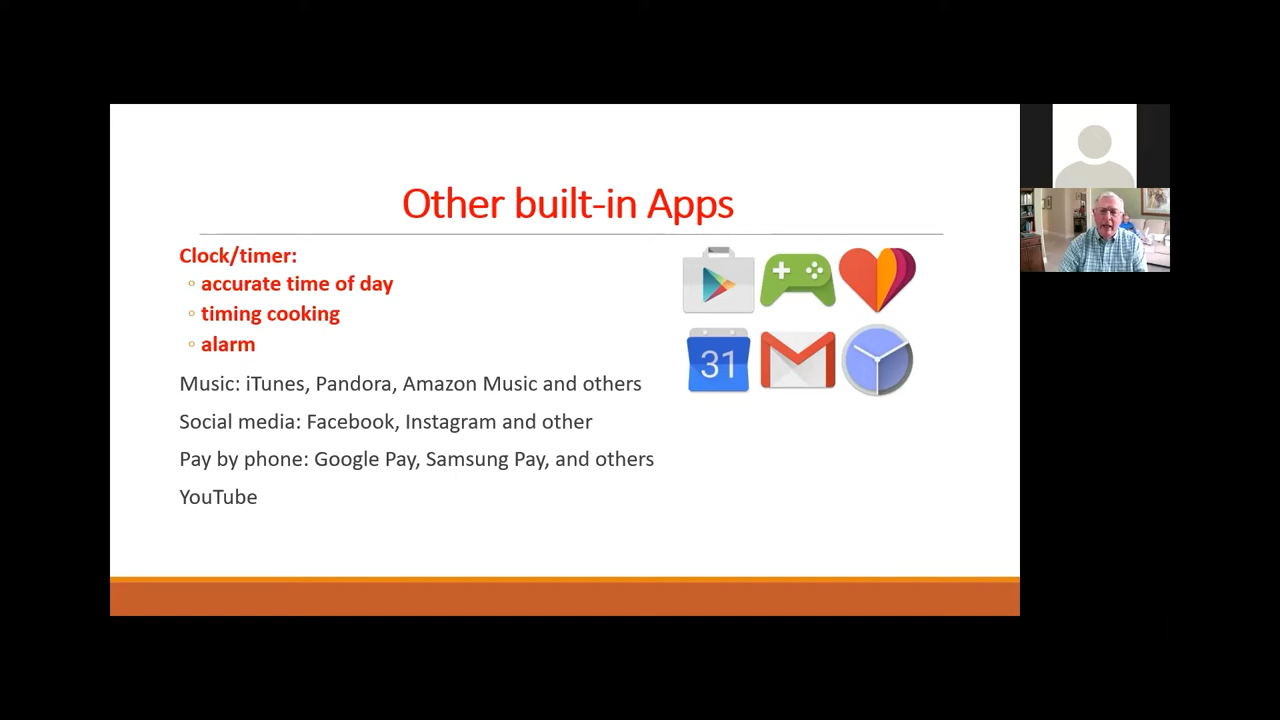 Other built-in Apps
Clock/timer:
◦ accurate time of day
◦ timing cooking
◦ alarm
Music: iTunes, Pandora, Amazon Music and others
Social media: Facebook, Instagram and other
Pay by phone: Google Pay, Samsung Pay, and others
YouTube
31